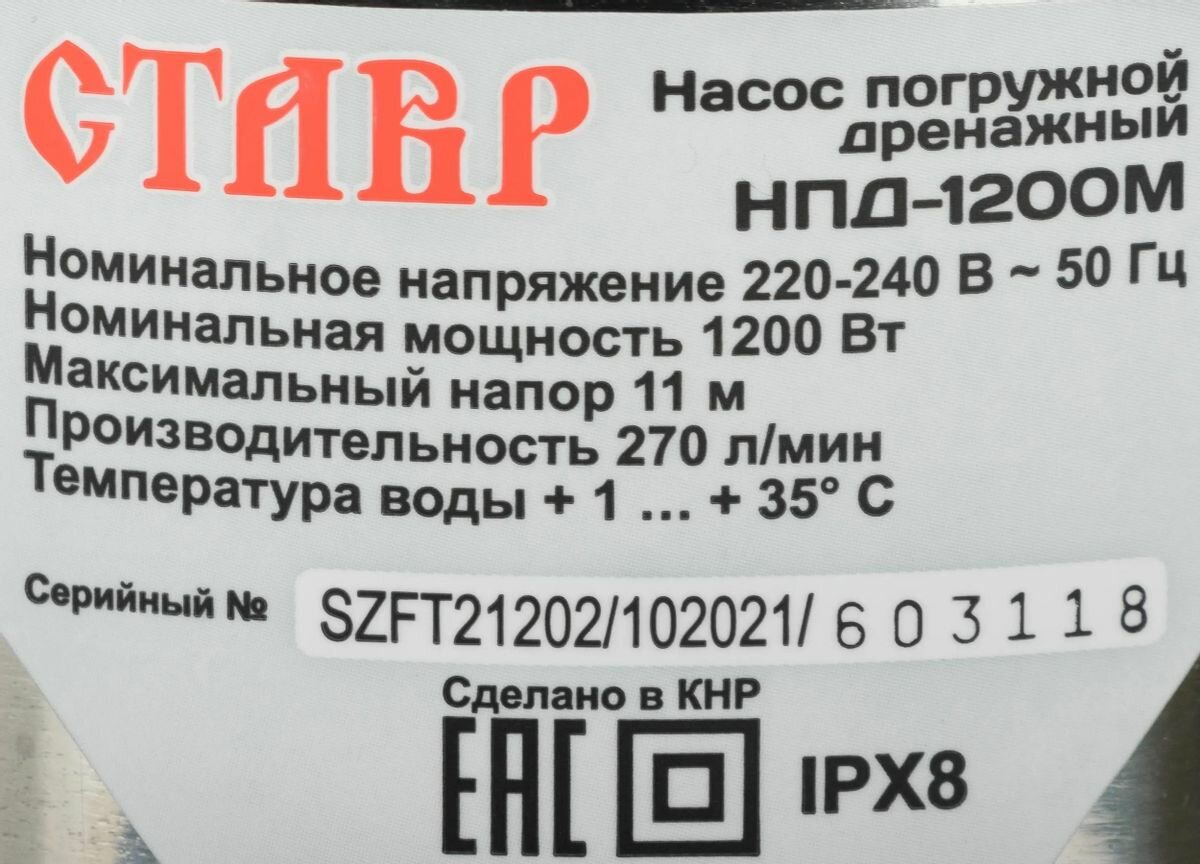 СТАВР
Насос погружной
дренажный
НПД-1200М
Номинальное напряжение 220-240 В ~ 50 Гц
Номинальная мощность 1200 Вт
Максимальный напор 11 м
Производительность 270 л/мин
Температура воды + 1 ... + 35° С
Серийный № SZFT21202/102021/ 603118
Сделано в КНР
EAC IPX8